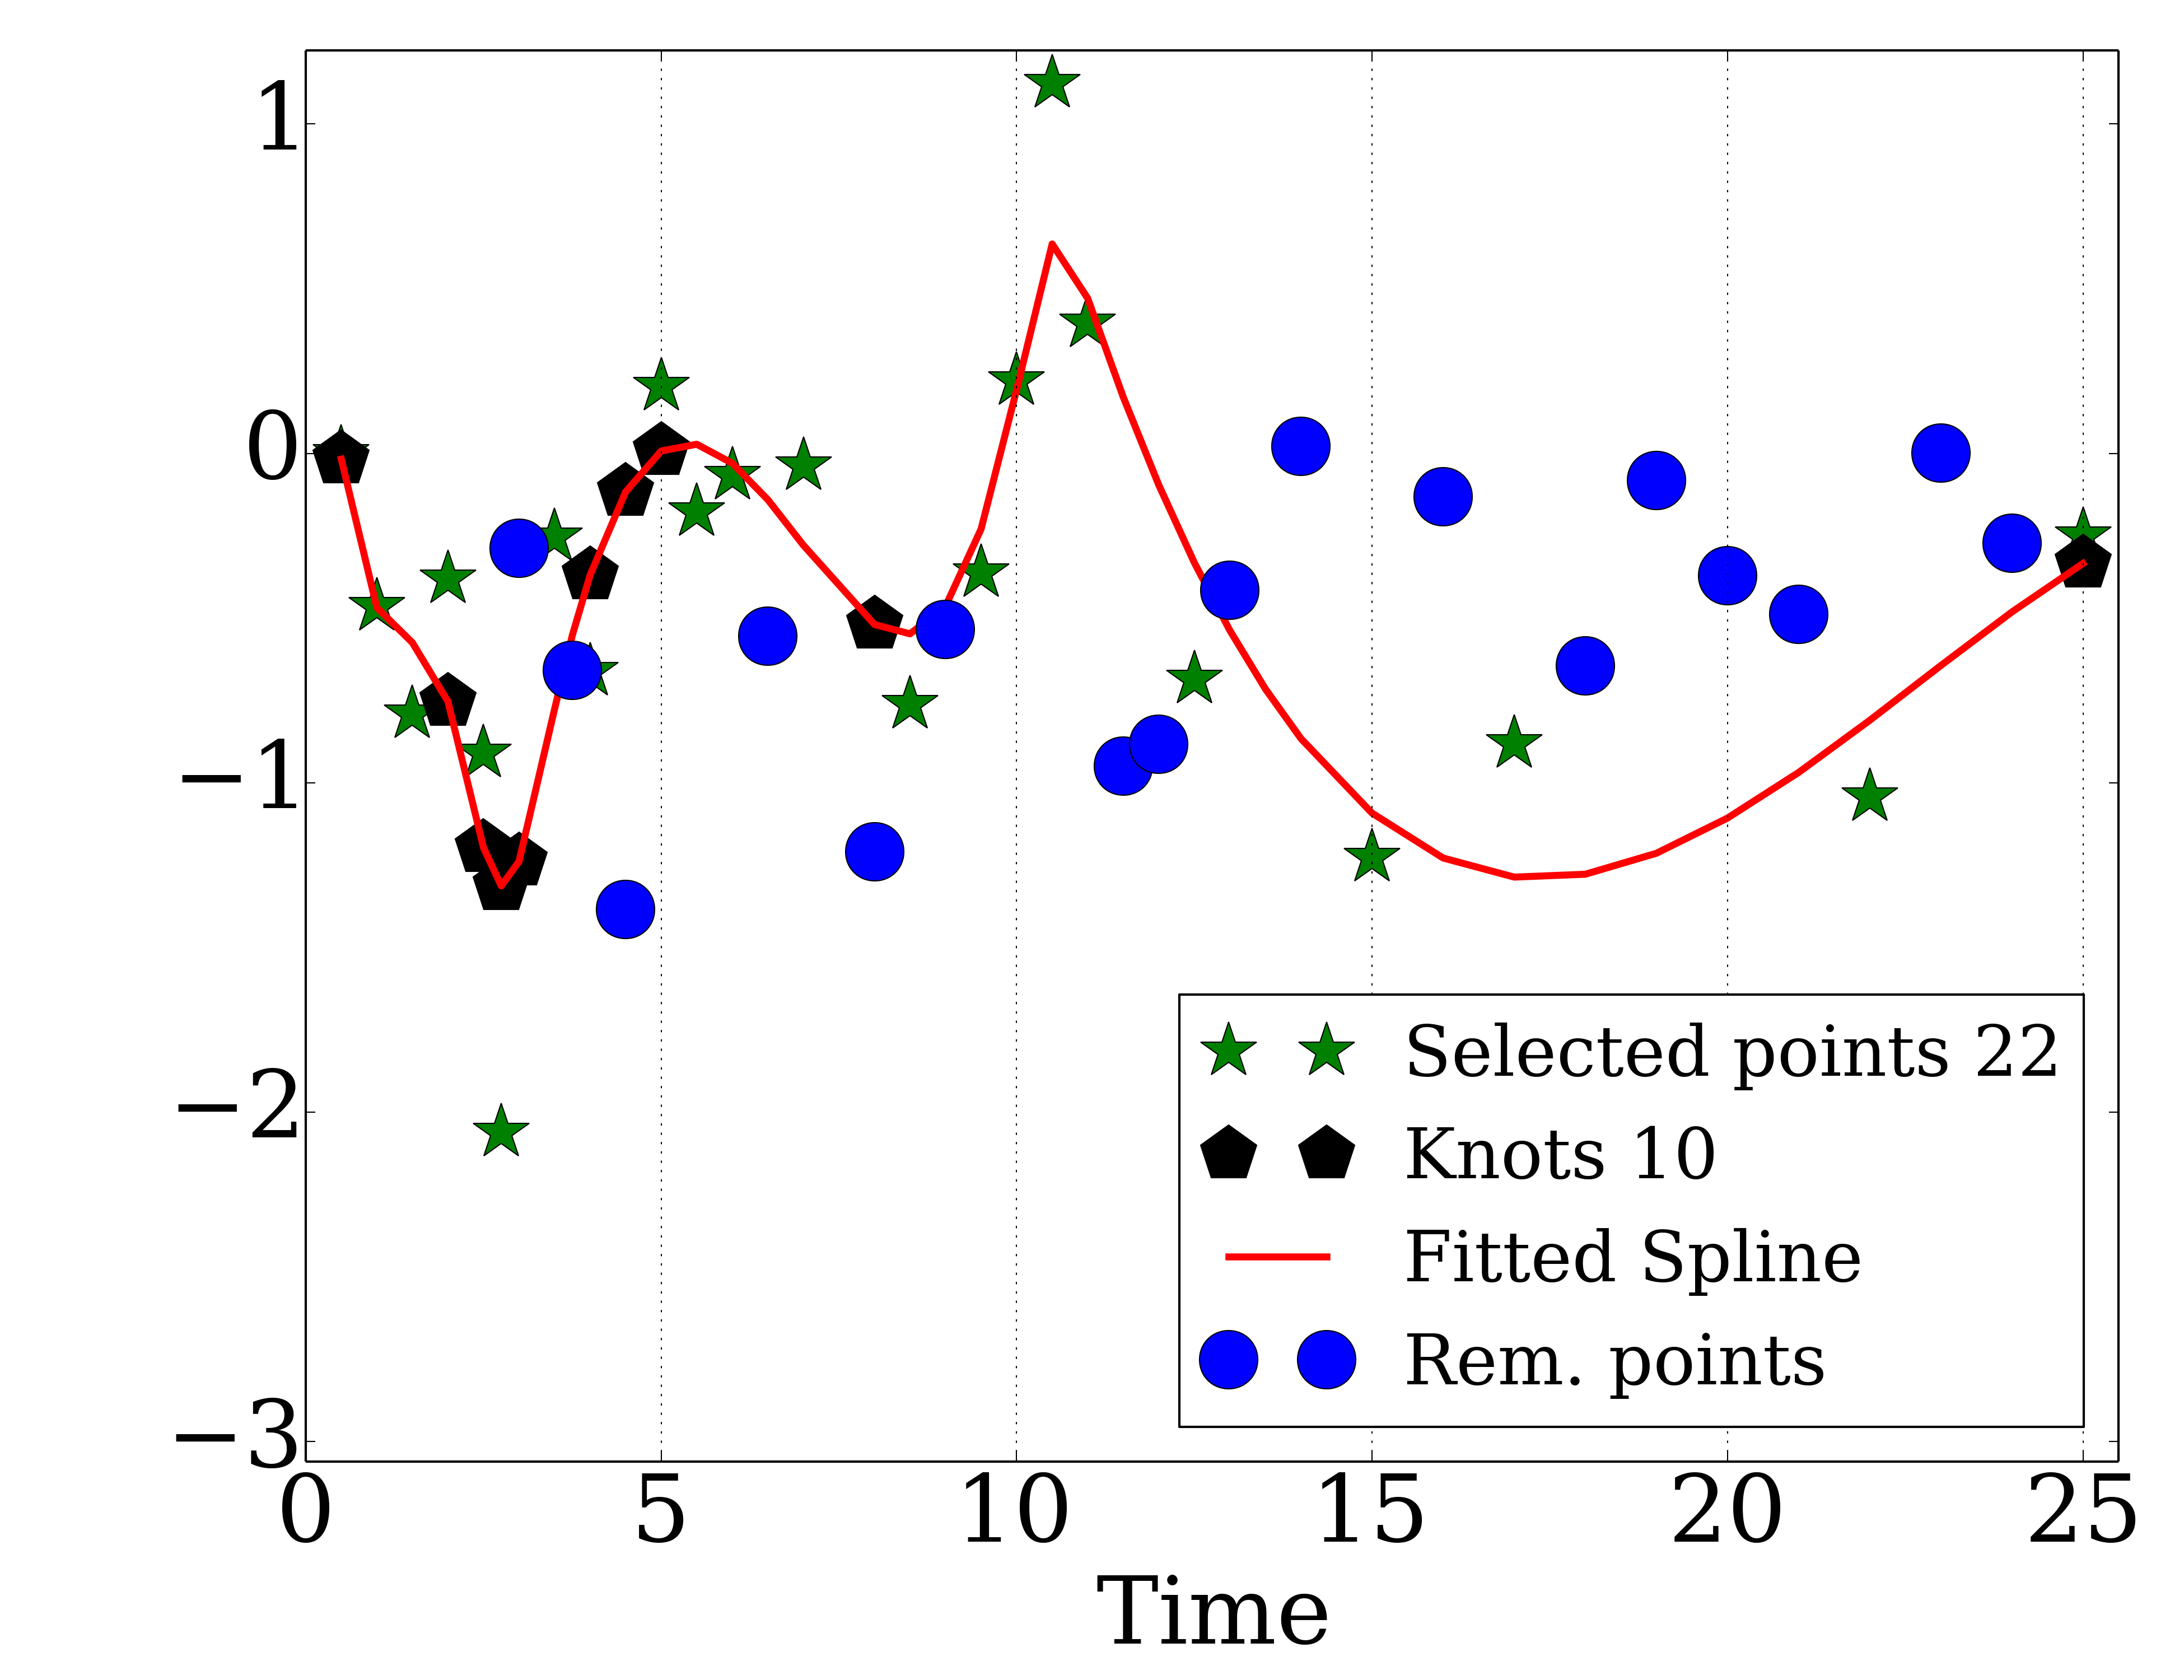 1
0
−1
−2
−3
0 5 10 15 20 25
Time
Selected points 22
Knots 10
Fitted Spline
Rem. points